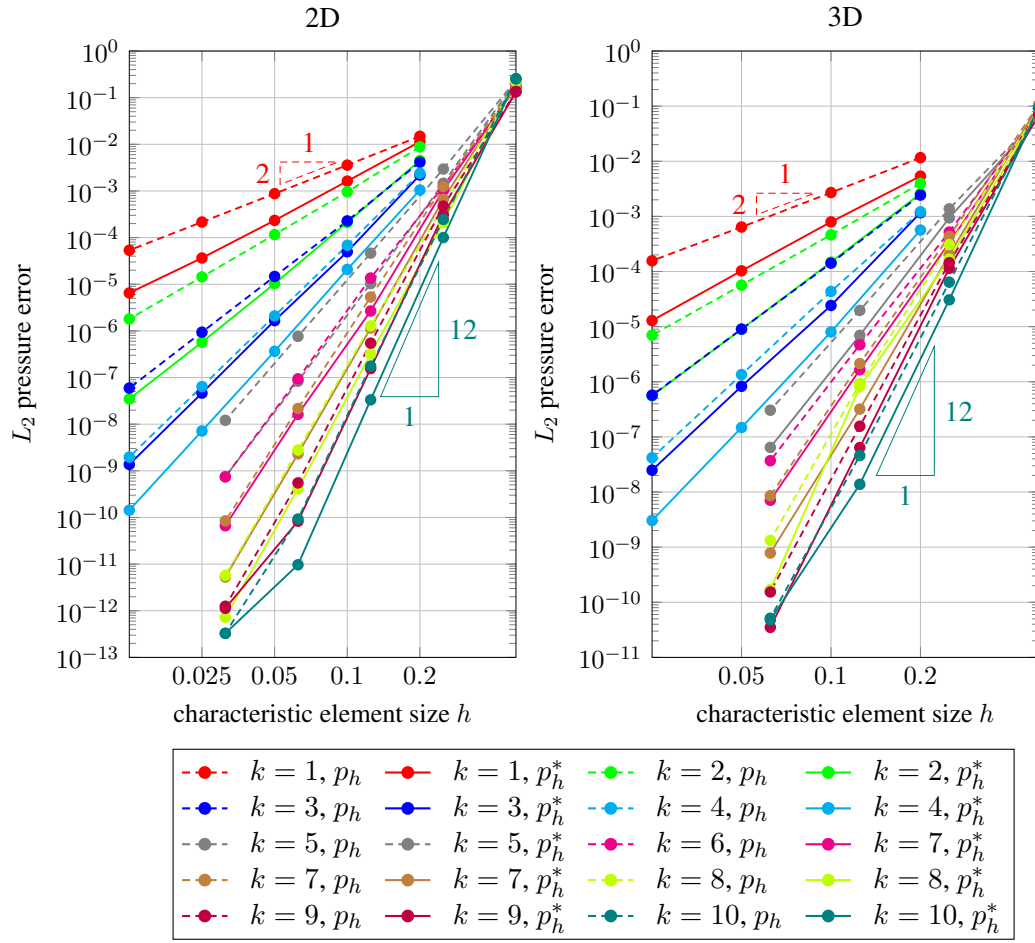 2D 3D
10^0
10^−1
10^−2
10^−3
10^−4
10^−5
10^−6
10^−7
10^−8
10^−9
10^−10
10^−11
10^−12
10^−13
L_2 pressure error
0.025 0.05 0.1 0.2
characteristic element size h
1
2
12
1
10^0
10^−1
10^−2
10^−3
10^−4
10^−5
10^−6
10^−7
10^−8
10^−9
10^−10
10^−11
L_2 pressure error
0.05 0.1 0.2
characteristic element size h
1
2
12
1
k = 1, p_h k = 1, p_h^* k = 2, p_h k = 2, p_h^*
k = 3, p_h k = 3, p_h^* k = 4, p_h k = 4, p_h^*
k = 5, p_h k = 5, p_h^* k = 6, p_h k = 7, p_h^*
k = 7, p_h k = 7, p_h^* k = 8, p_h k = 8, p_h^*
k = 9, p_h k = 9, p_h^* k = 10, p_h k = 10, p_h^*